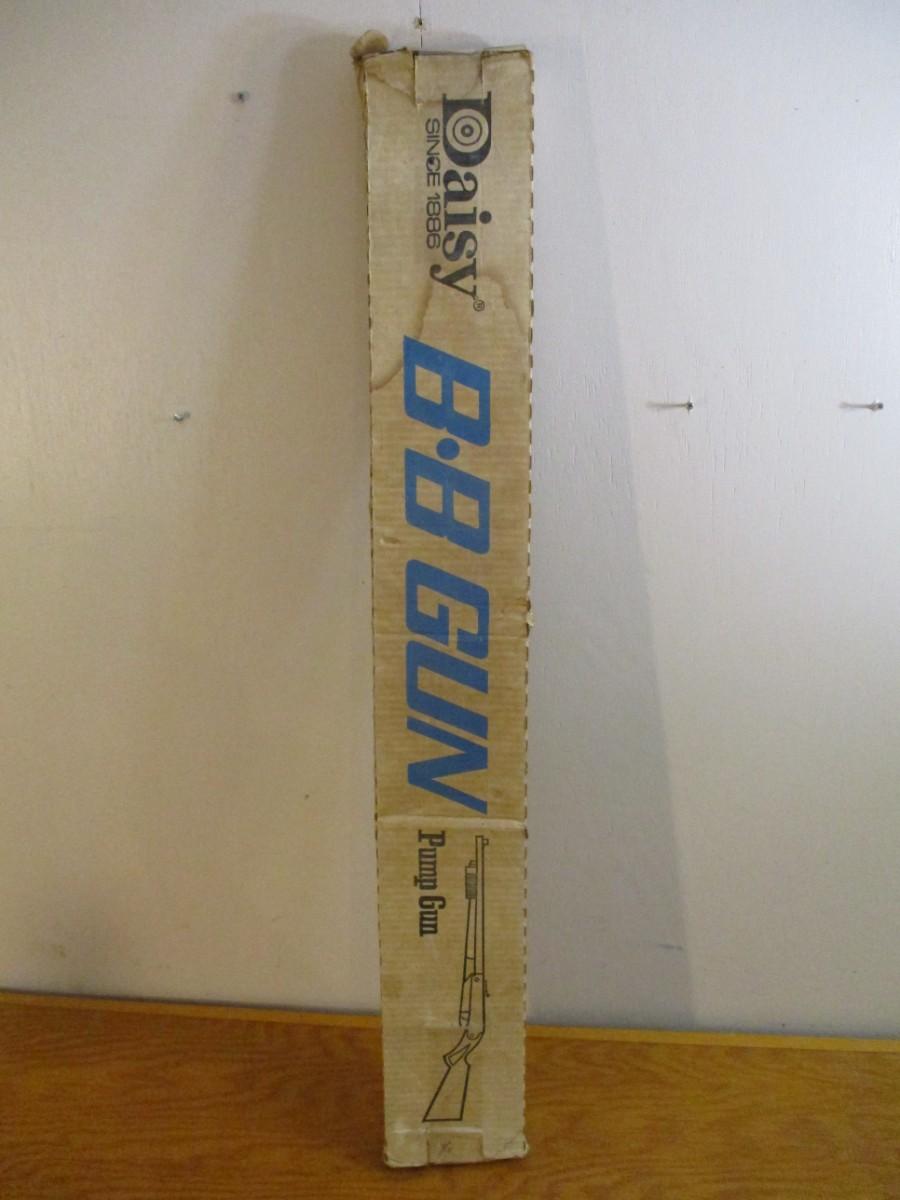 Daisy®
SINCE 1886
B·B GUN
Pump Gun